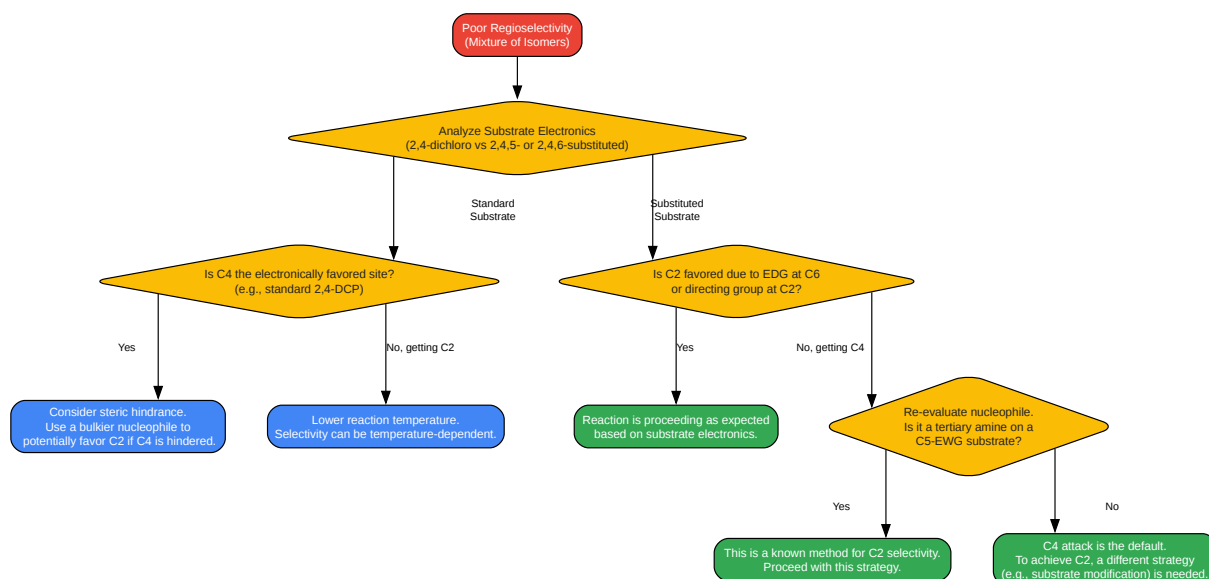 Poor Regioselectivity
(Mixture of Isomers)
Analyze Substrate Electronics
(2,4-dichloro vs 2,4,5- or 2,4,6-substituted)
Standard
Substrate
Substituted
Substrate
Is C4 the electronically favored site?
(e.g., standard 2,4-DCP)
Is C2 favored due to EDG at C6
or directing group at C2?
Yes
No, getting C2
Yes
No, getting C4
Consider steric hindrance.
Use a bulkier nucleophile to
potentially favor C2 if C4 is hindered.
Lower reaction temperature.
Selectivity can be temperature-dependent.
Reaction is proceeding as expected
based on substrate electronics.
Re-evaluate nucleophile.
Is it a tertiary amine on a
C5-EWG substrate?
Yes
No
This is a known method for C2 selectivity.
Proceed with this strategy.
C4 attack is the default.
To achieve C2, a different strategy
(e.g., substrate modification) is needed.